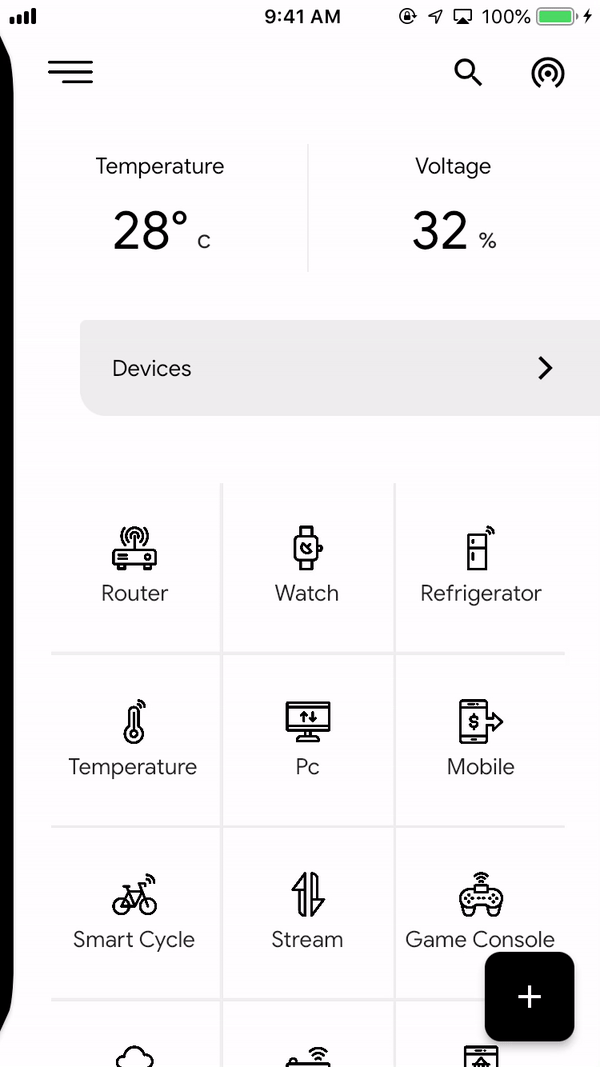 9:41 AM 100%
Temperature Voltage
28° C 32 %
Devices
Router Watch Refrigerator
Temperature Pc Mobile
Smart Cycle Stream Game Console